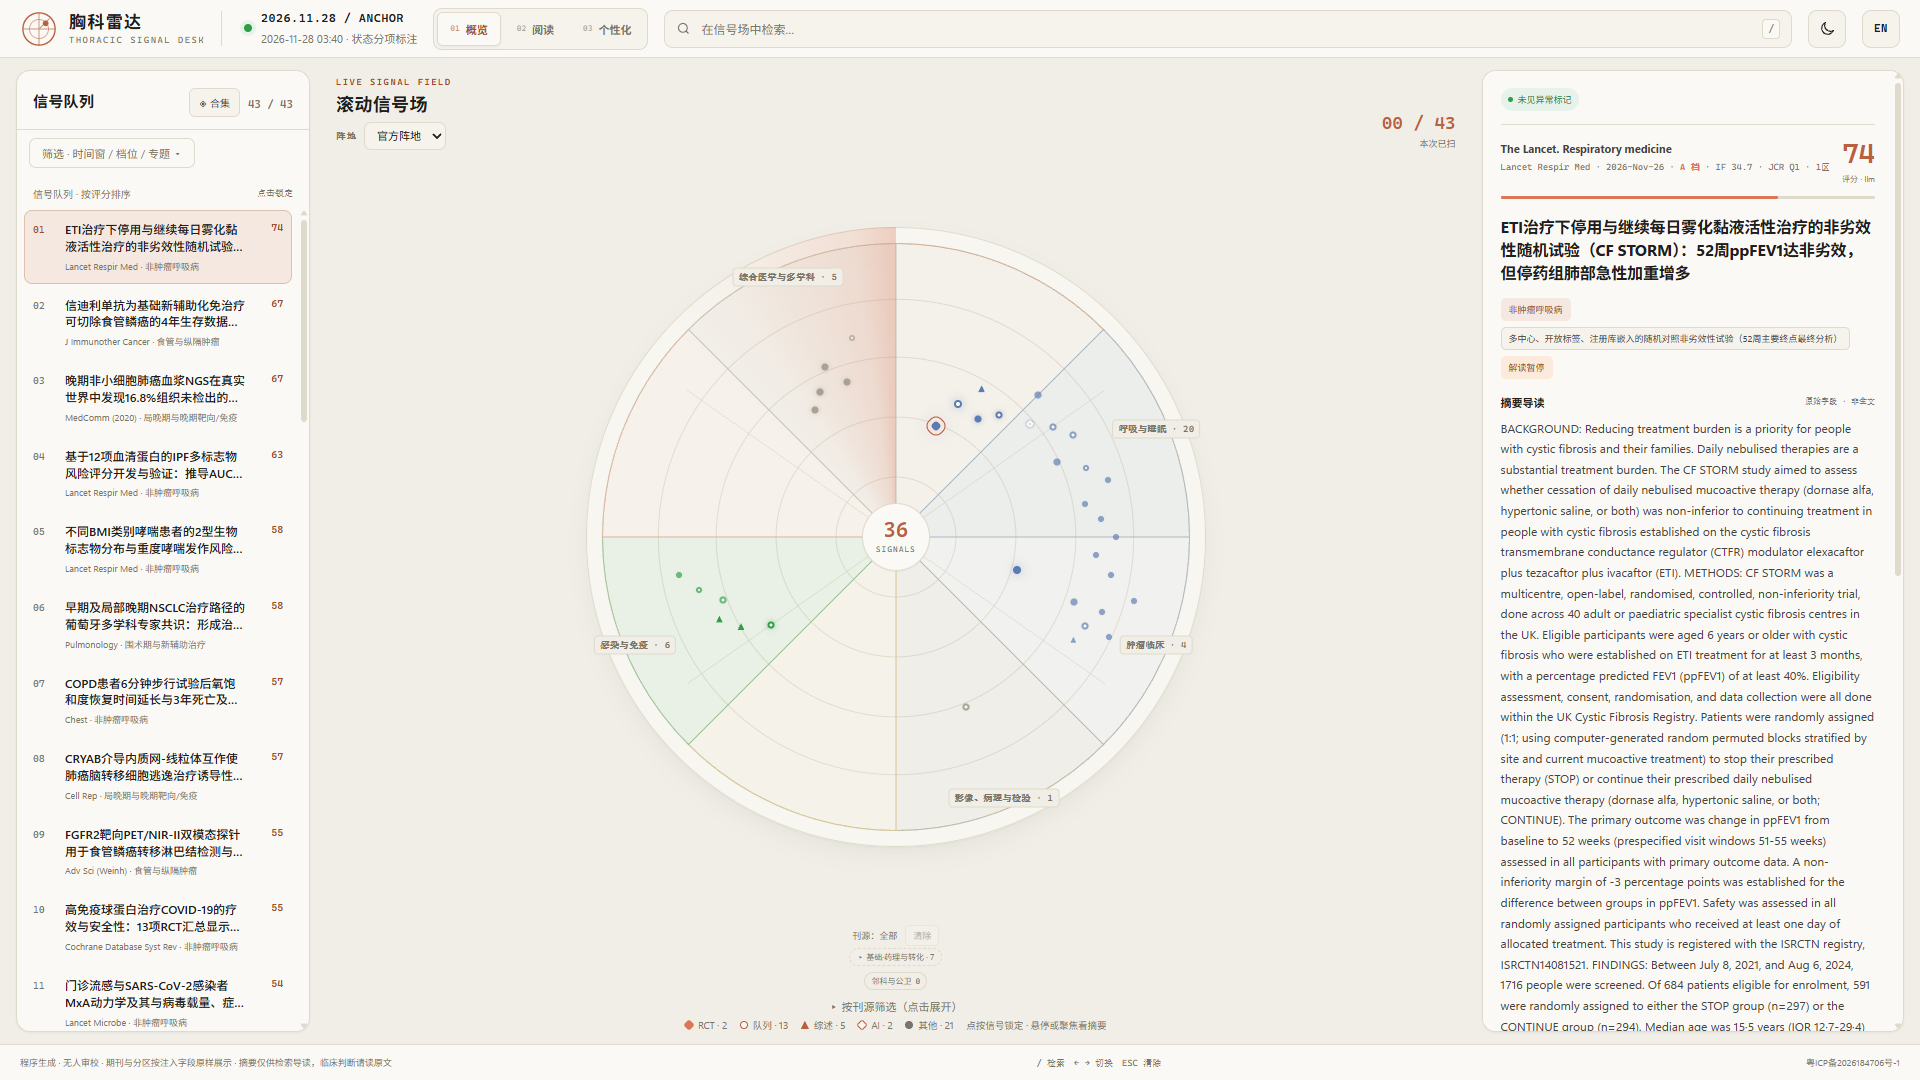 胸科雷达
THORACIC SIGNAL DESK
2026.11.28 / ANCHOR
2026-11-28 03:40 · 状态分项标注
01 概览
02 阅读
03 个性化
在信号场中检索...
/
EN
信号队列
◈ 合集
43 / 43
筛选 · 时间窗 / 档位 / 专题
信号队列 · 按评分排序
点击锁定
01
ETI治疗下停用与继续每日雾化黏
液活性治疗的非劣效性随机试验...
74
Lancet Respir Med · 非肿瘤呼吸病
02
信迪利单抗为基础新辅助化免治疗
可切除食管鳞癌的4年生存数据...
67
J Immunother Cancer · 食管与纵隔肿瘤
03
晚期非小细胞肺癌血浆NGS在真实
世界中发现16.8%组织未检出的...
67
MedComm (2020) · 局晚期与晚期靶向/免疫
04
基于12项血清蛋白的IPF多标志物
风险评分开发与验证：推导AUC...
63
Lancet Respir Med · 非肿瘤呼吸病
05
不同BMI类别哮喘患者的2型生物
标志物分布与重度哮喘发作风险...
58
Lancet Respir Med · 非肿瘤呼吸病
06
早期及局部晚期NSCLC治疗路径的
葡萄牙多学科专家共识：形成治...
58
Pulmonology · 围术期与新辅助治疗
07
COPD患者6分钟步行试验后氧饱
和度恢复时间延长与3年死亡及...
57
Chest · 非肿瘤呼吸病
08
CRYAB介导内质网-线粒体互作使
肺癌脑转移细胞逃逸治疗诱导性...
57
Cell Rep · 局晚期与晚期靶向/免疫
09
FGFR2靶向PET/NIR-II双模态探针
用于食管鳞癌转移淋巴结检测与...
55
Adv Sci (Weinh) · 食管与纵隔肿瘤
10
高免疫球蛋白治疗COVID-19的疗
效与安全性：13项RCT汇总显示...
55
Cochrane Database Syst Rev · 非肿瘤呼吸病
11
门诊流感与SARS-CoV-2感染者
MxA动力学及其与病毒载量、症...
54
Lancet Microbe · 非肿瘤呼吸病
LIVE SIGNAL FIELD
滚动信号场
阵地
官方阵地
00 / 43
本次已扫
综合医学与多学科 · 5
呼吸与睡眠 · 20
肿瘤临床 · 4
影像、病理与检验 · 1
感染与免疫 · 6
36
SIGNALS
刊源：全部
清除
基础·药理与转化 · 7
邻科与公卫 0
按刊源筛选（点击展开）
RCT · 2
队列 · 13
综述 · 5
AI · 2
其他 · 21
点按信号锁定 · 悬停或聚焦看摘要
未见异常标记
The Lancet. Respiratory medicine
Lancet Respir Med · 2026-Nov-26 · A 档 · IF 34.7 · JCR Q1 · 1区
74
评分 · llm
ETI治疗下停用与继续每日雾化黏液活性治疗的非劣效
性随机试验（CF STORM）：52周ppFEV1达非劣效，
但停药组肺部急性加重增多
非肿瘤呼吸病
多中心、开放标签、注册库嵌入的随机对照非劣效性试验（52周主要终点最终分析）
解读暂停
摘要导读
原始字段 · 非全文
BACKGROUND: Reducing treatment burden is a priority for people
with cystic fibrosis and their families. Daily nebulised therapies are a
substantial treatment burden. The CF STORM study aimed to assess
whether cessation of daily nebulised mucoactive therapy (dornase alfa,
hypertonic saline, or both) was non-inferior to continuing treatment in
people with cystic fibrosis established on the cystic fibrosis
transmembrane conductance regulator (CTFR) modulator elexacaftor
plus tezacaftor plus ivacaftor (ETI). METHODS: CF STORM was a
multicentre, open-label, randomised, controlled, non-inferiority trial,
done across 40 adult or paediatric specialist cystic fibrosis centres in
the UK. Eligible participants were aged 6 years or older with cystic
fibrosis who were established on ETI treatment for at least 3 months,
with a percentage predicted FEV1 (ppFEV1) of at least 40%. Eligibility
assessment, consent, randomisation, and data collection were all done
within the UK Cystic Fibrosis Registry. Patients were randomly assigned
(1:1; using computer-generated random permuted blocks stratified by
site and current mucoactive treatment) to stop their prescribed
therapy (STOP) or continue their prescribed daily nebulised
mucoactive therapy (dornase alfa, hypertonic saline, or both;
CONTINUE). The primary outcome was change in ppFEV1 from
baseline to 52 weeks (prespecified visit windows 51-55 weeks)
assessed in all participants with primary outcome data. A non-
inferiority margin of -3 percentage points was established for the
difference between groups in ppFEV1. Safety was assessed in all
randomly assigned participants who received at least one day of
allocated treatment. This study is registered with the ISRCTN registry,
ISRCTN14081521. FINDINGS: Between July 8, 2021, and Aug 6, 2024,
1716 people were screened. Of 684 patients eligible for enrolment, 591
were randomly assigned to either the STOP group (n=297) or the
CONTINUE group (n=294). Median age was 15·5 years (IQR 12·7-29·4)
程序生成 · 无人审校 · 期刊与分区按注入字段原样展示 · 摘要仅供检索导读，临床判断请读原文
/ 检索 ← → 切换 ESC 清除
粤ICP备2026184706号-1